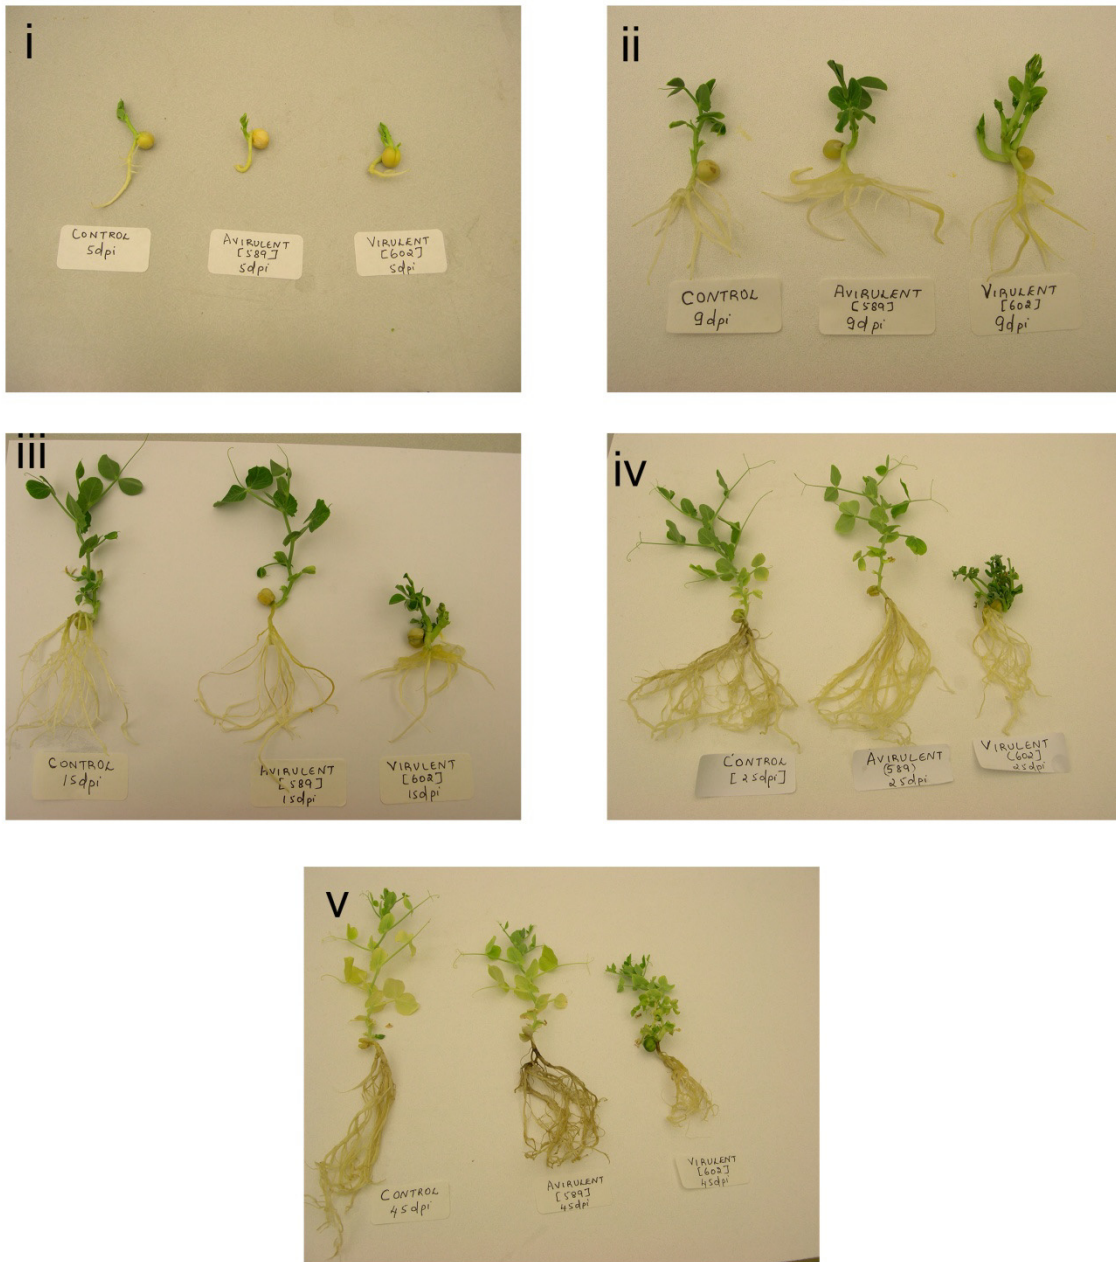 i
CONTROL
5dpi
AVIRULENT
[589]
5dpi
VIRULENT
[602]
5dpi
ii
CONTROL
9dpi
AVIRULENT
[589]
9dpi
VIRULENT
[602]
9dpi
iii
CONTROL
15dpi
AVIRULENT
[589]
15dpi
VIRULENT
[602]
15dpi
iv
CONTROL
[25dpi]
AVIRULENT
(589)
25dpi
VIRULENT
(602]
25dpi
v
CONTROL
45dpi
AVIRULENT
[589]
45dpi
VIRULENT
[602]
45dpi